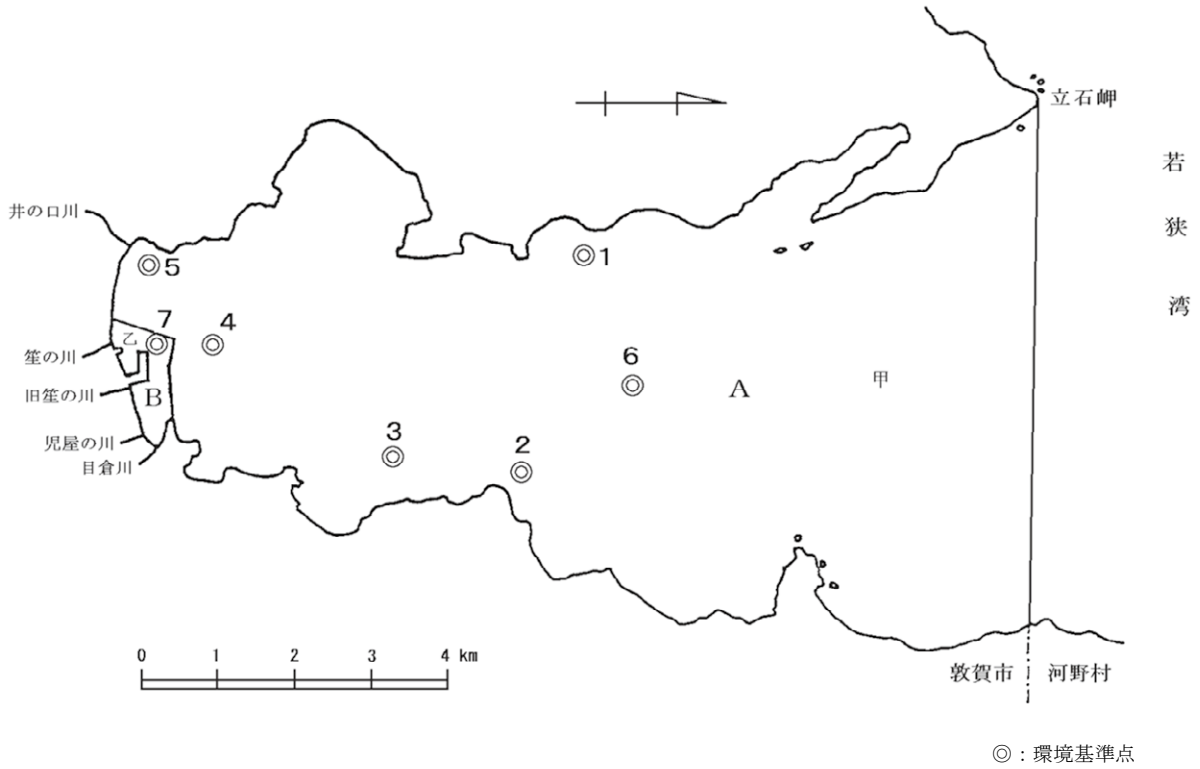 立石岬
若狭湾
井の口川
1
5
7
4
乙
笙の川
6
旧笙の川
B
A
甲
児屋の川
3
2
目倉川
0 1 2 3 4 km
敦賀市
河野村
◎：環境基準点